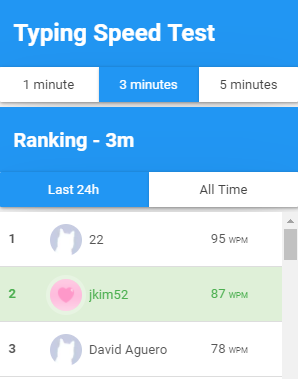 Typing Speed Test
1 minute 3 minutes 5 minutes
Ranking - 3m
Last 24h All Time
1 22 95 WPM
2 jkim52 87 WPM
3 David Aguero 78 WPM